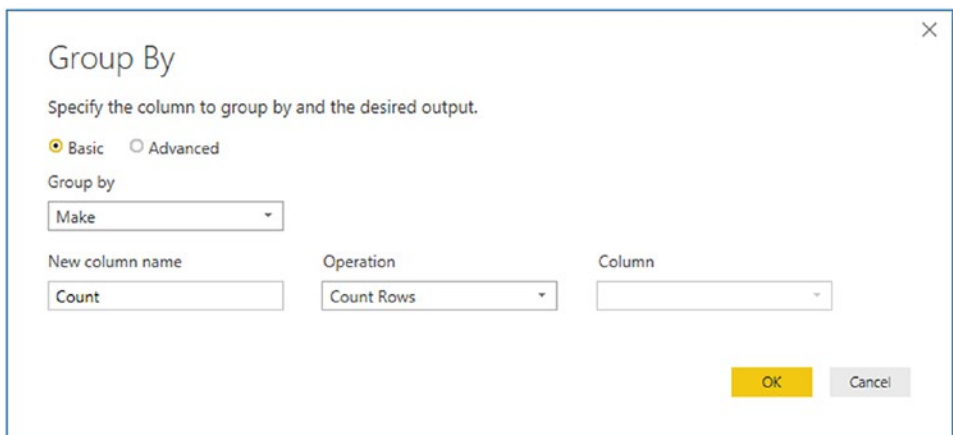 Group By
Specify the column to group by and the desired output.
Basic Advanced
Group by
Make
New column name Operation Column
Count Count Rows
OK Cancel